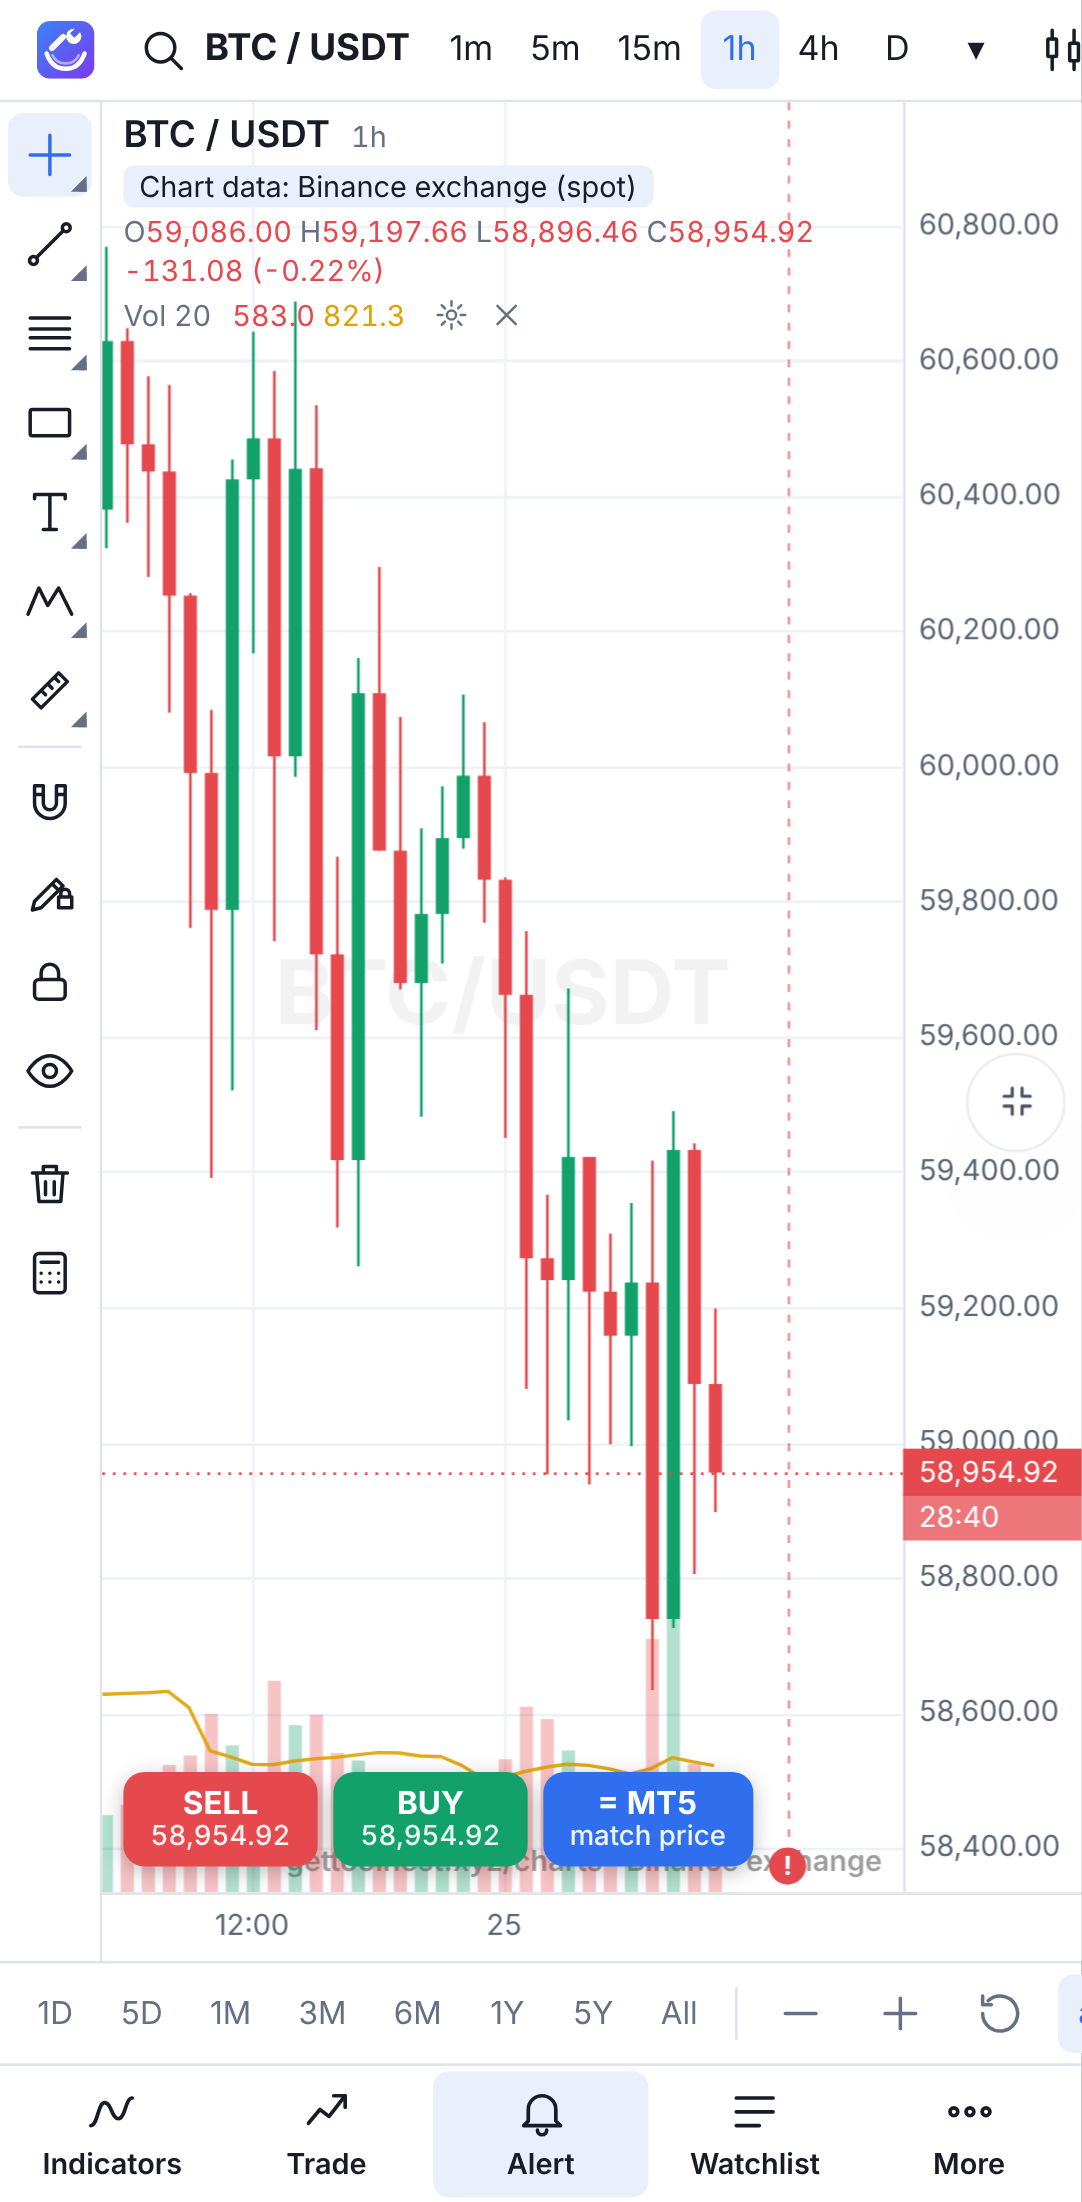 BTC / USDT 1m 5m 15m 1h 4h D
BTC / USDT 1h
Chart data: Binance exchange (spot)
O59,086.00 H59,197.66 L58,896.46 C58,954.92
-131.08 (-0.22%)
Vol 20 583.0 821.3
60,800.00
60,600.00
60,400.00
60,200.00
60,000.00
59,800.00
BTC/USDT
59,600.00
59,400.00
59,200.00
59,000.00
58,954.92
28:40
58,800.00
58,600.00
58,400.00
SELL
58,954.92
BUY
58,954.92
= MT5
match price
!
12:00 25
1D 5D 1M 3M 6M 1Y 5Y All
Indicators Trade Alert Watchlist More